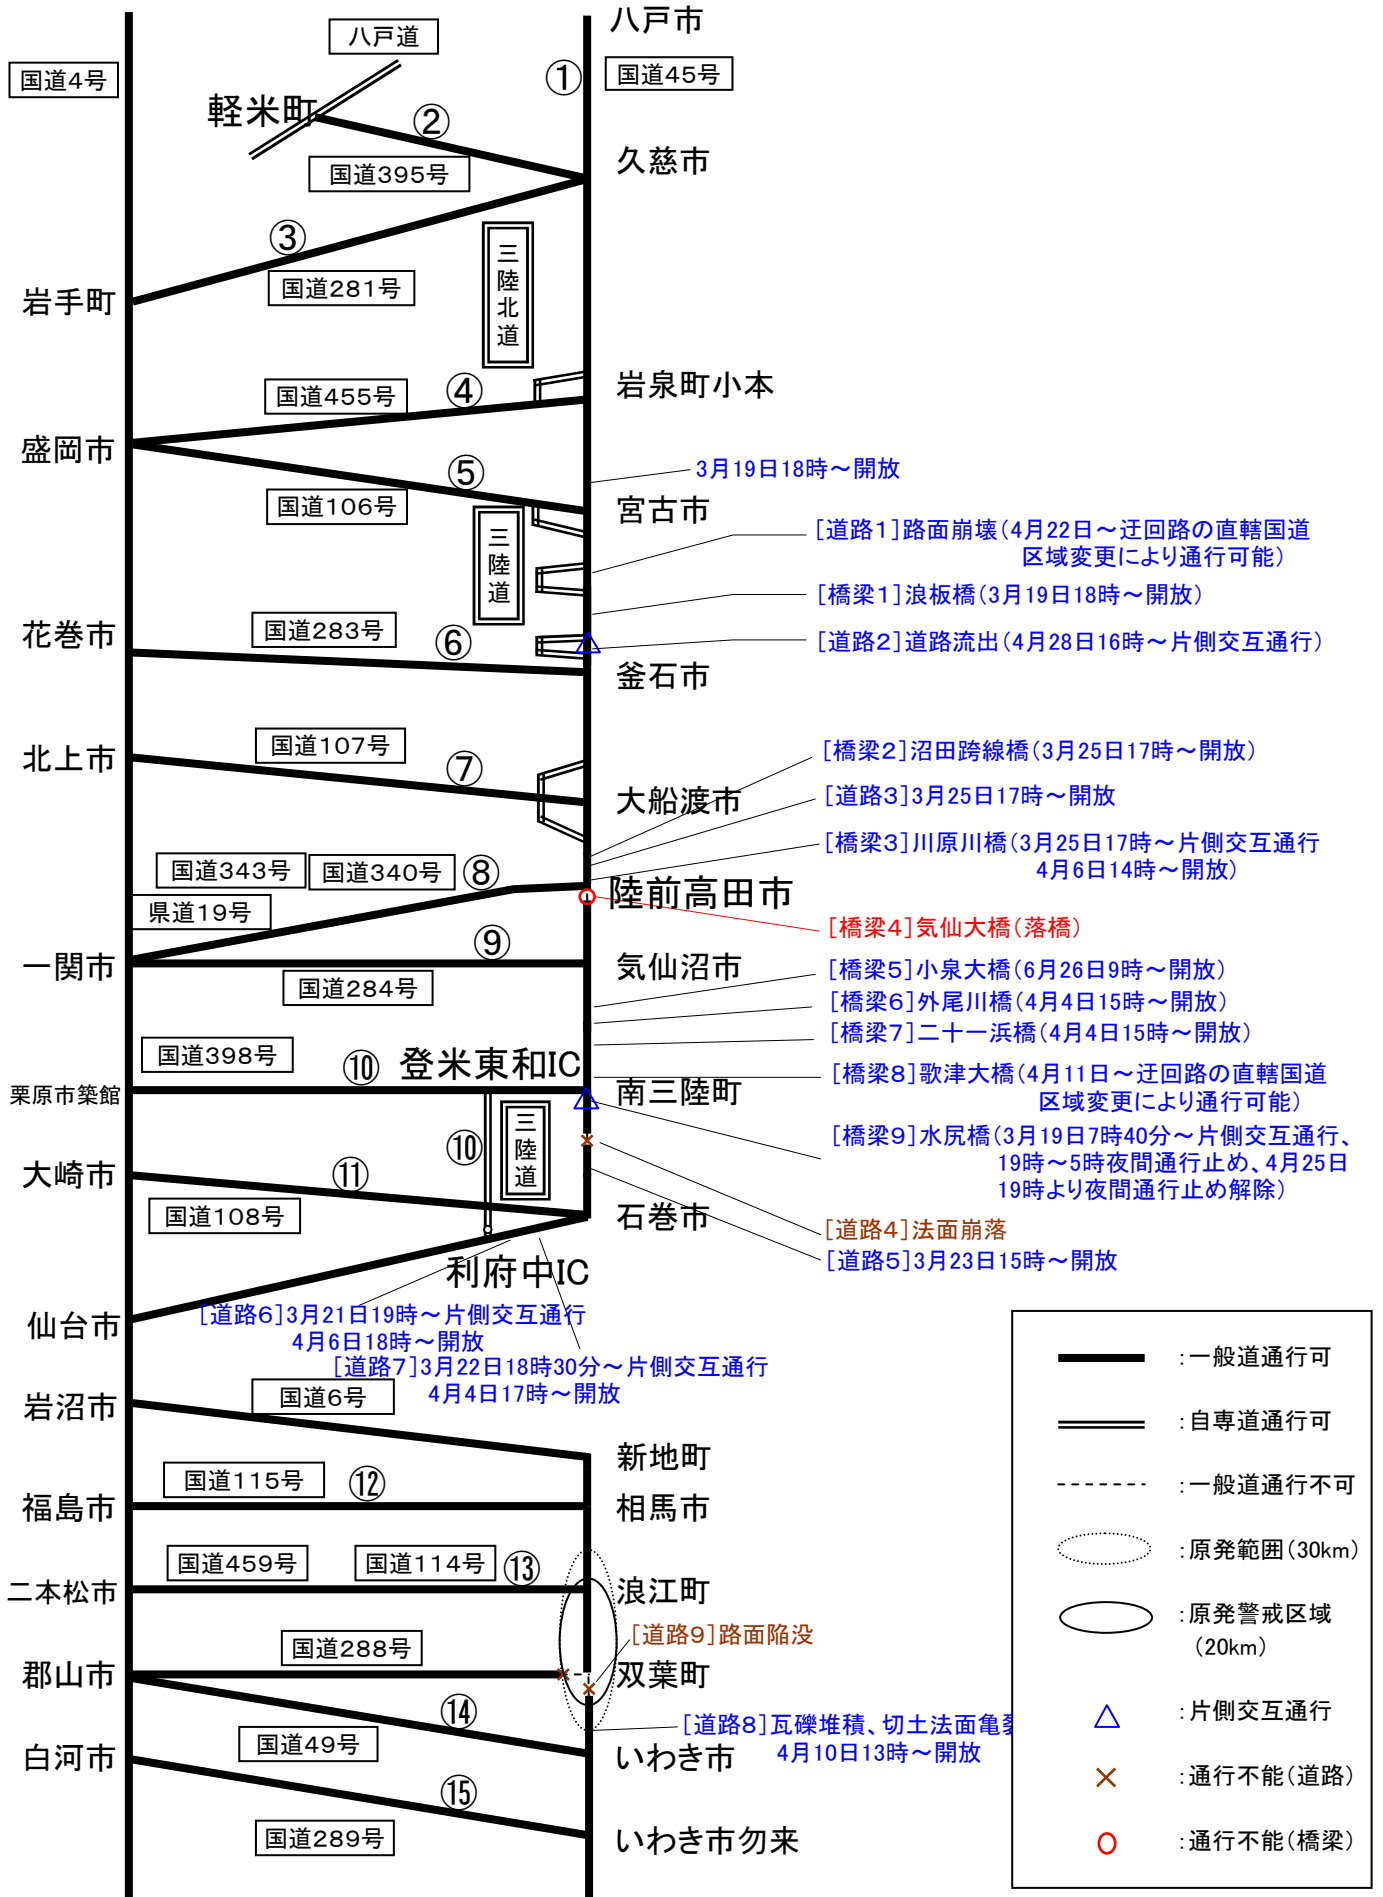 八戸市
八戸道
国道4号
①
国道45号
軽米町
②
久慈市
国道395号
③
三陸北道
国道281号
岩手町
岩泉町小本
国道455号
④
盛岡市
⑤
3月19日18時～開放
国道106号
宮古市
三陸道
[道路1]路面崩壊(4月22日～迂回路の直轄国道
区域変更により通行可能)
[橋梁1]浪板橋(3月19日18時～開放)
国道283号
花巻市
⑥
[道路2]道路流出(4月28日16時～片側交互通行)
釜石市
国道107号
北上市
⑦
[橋梁2]沼田跨線橋(3月25日17時～開放)
大船渡市
[道路3]3月25日17時～開放
[橋梁3]川原川橋(3月25日17時～片側交互通行
4月6日14時～開放)
国道343号
国道340号
⑧
陸前高田市
県道19号
[橋梁4]気仙大橋(落橋)
⑨
一関市
気仙沼市
[橋梁5]小泉大橋(6月26日9時～開放)
国道284号
[橋梁6]外尾川橋(4月4日15時～開放)
[橋梁7]二十一浜橋(4月4日15時～開放)
国道398号
⑩
登米東和IC
[橋梁8]歌津大橋(4月11日～迂回路の直轄国道
区域変更により通行可能)
栗原市築館
南三陸町
⑩
三陸道
[橋梁9]水尻橋(3月19日7時40分～片側交互通行、
19時～5時夜間通行止め、4月25日
19時より夜間通行止め解除)
大崎市
⑪
国道108号
石巻市
[道路4]法面崩落
[道路5]3月23日15時～開放
利府中IC
仙台市
[道路6]3月21日19時～片側交互通行
4月6日18時～開放
[道路7]3月22日18時30分～片側交互通行
4月4日17時～開放
国道6号
岩沼市
新地町
国道115号
⑫
福島市
相馬市
国道459号
国道114号
⑬
二本松市
浪江町
[道路9]路面陥没
国道288号
郡山市
双葉町
⑭
[道路8]瓦礫堆積、切土法面亀裂
4月10日13時～開放
国道49号
白河市
いわき市
⑮
国道289号
いわき市勿来
:一般道通行可
:自専道通行可
:一般道通行不可
:原発範囲(30km)
:原発警戒区域
(20km)
:片側交互通行
:通行不能(道路)
:通行不能(橋梁)